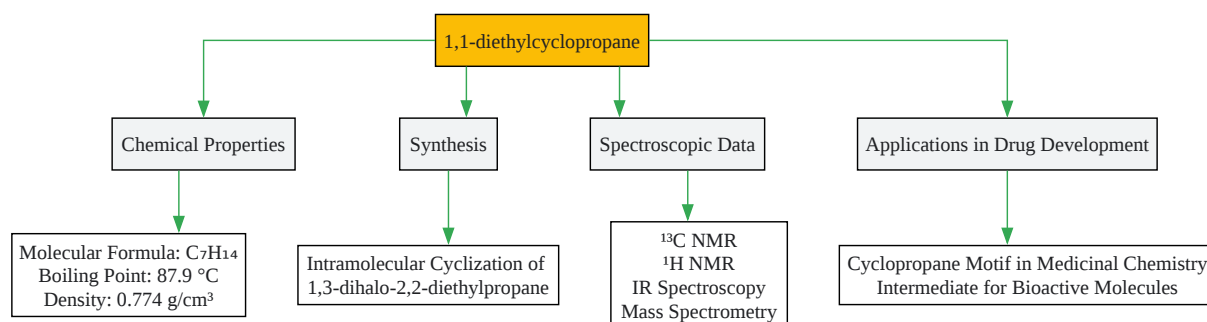 1,1-diethylcyclopropane
Chemical Properties
Synthesis
Spectroscopic Data
Applications in Drug Development
Molecular Formula: C₇H₁₄
Boiling Point: 87.9 °C
Density: 0.774 g/cm³
Intramolecular Cyclization of
1,3-dihalo-2,2-diethylpropane
¹³C NMR
¹H NMR
IR Spectroscopy
Mass Spectrometry
Cyclopropane Motif in Medicinal Chemistry
Intermediate for Bioactive Molecules